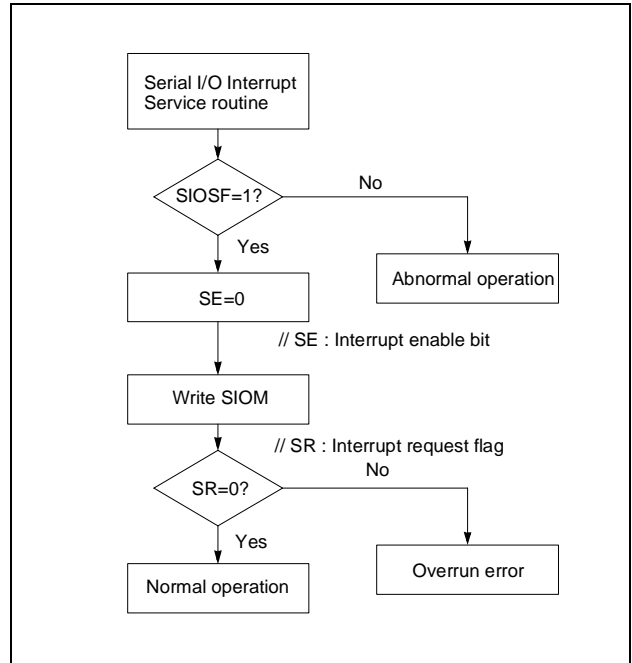 Serial I/O Interrupt
Service routine
SIOSF=1?
No
Yes
Abnormal operation
SE=0
// SE : Interrupt enable bit
Write SIOM
// SR : Interrupt request flag
No
SR=0?
Yes
Overrun error
Normal operation